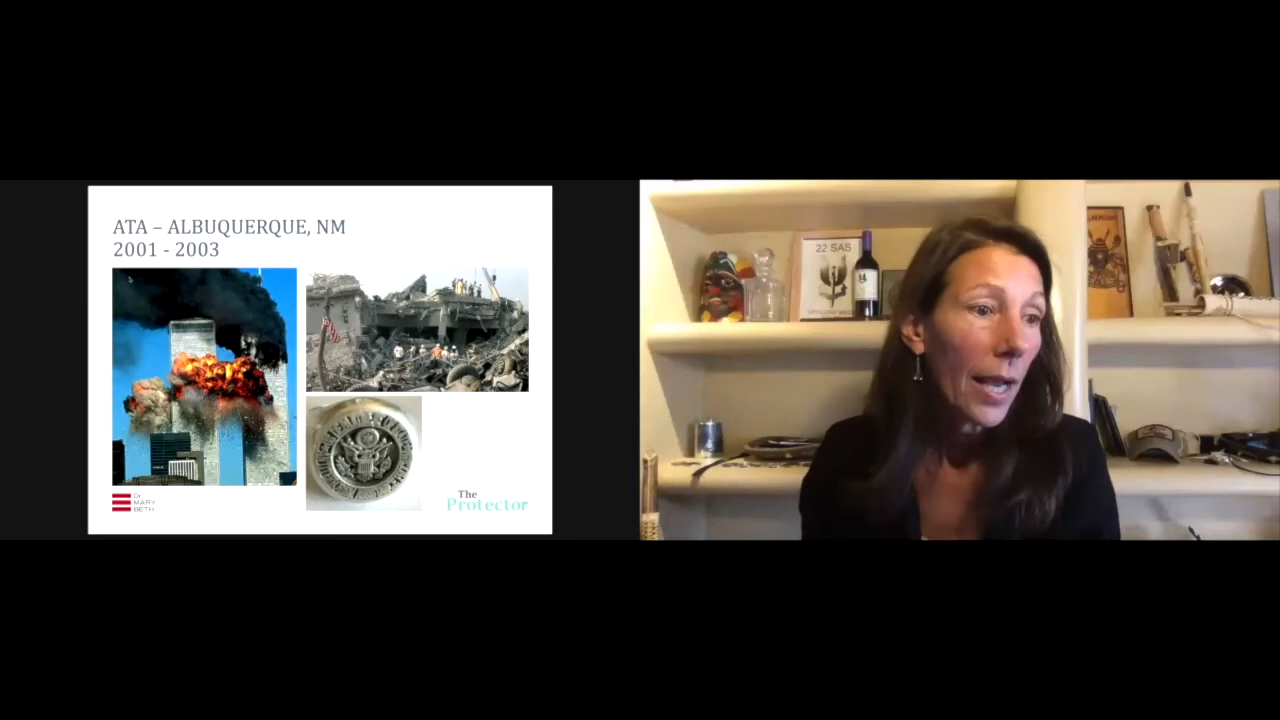 ATA – ALBUQUERQUE, NM
2001 - 2003
Dr
MARY
BETH
The
Protector
22 SAS